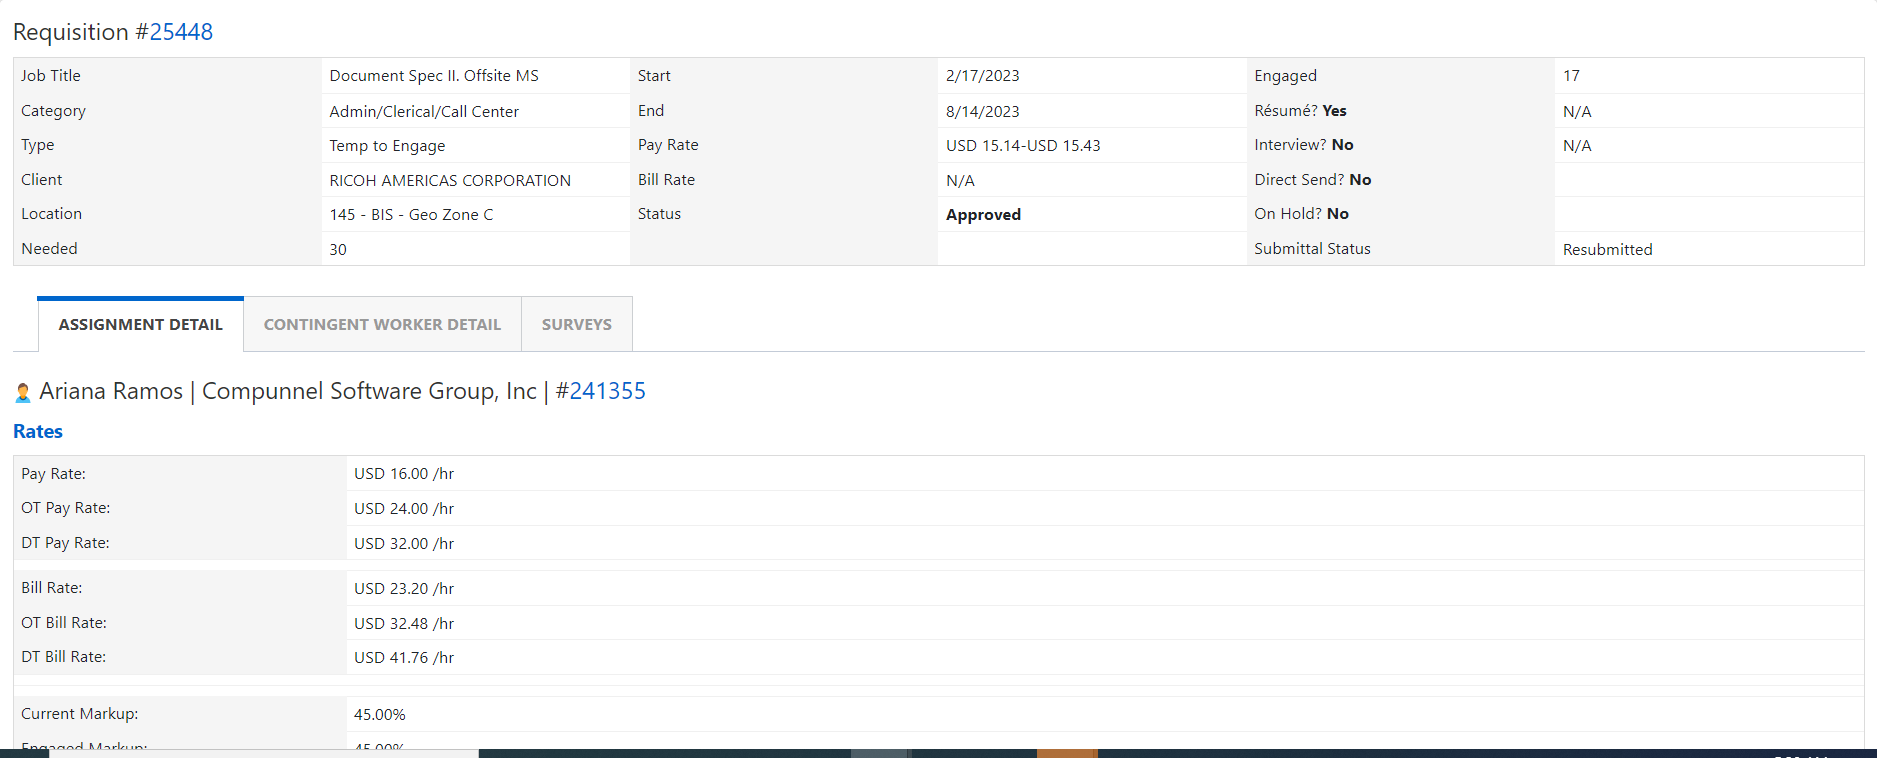 Requisition #25448
Job Title Document Spec II. Offsite MS Start 2/17/2023 Engaged 17
Category Admin/Clerical/Call Center End 8/14/2023 Résumé? Yes N/A
Type Temp to Engage Pay Rate USD 15.14-USD 15.43 Interview? No N/A
Client RICOH AMERICAS CORPORATION Bill Rate N/A Direct Send? No
Location 145 - BIS - Geo Zone C Status Approved On Hold? No
Needed 30 Submittal Status Resubmitted
ASSIGNMENT DETAIL CONTINGENT WORKER DETAIL SURVEYS
Ariana Ramos | Compunnel Software Group, Inc | #241355
Rates
Pay Rate: USD 16.00 /hr
OT Pay Rate: USD 24.00 /hr
DT Pay Rate: USD 32.00 /hr
Bill Rate: USD 23.20 /hr
OT Bill Rate: USD 32.48 /hr
DT Bill Rate: USD 41.76 /hr
Current Markup: 45.00%
Engaged Markup: 45.00%